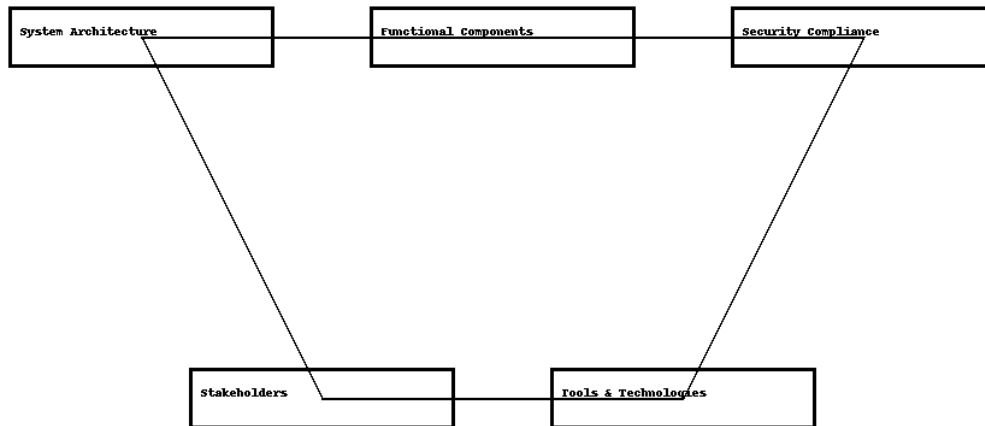 System Architecture
Functional Components
Security Compliance
Stakeholders
Tools & Technologies